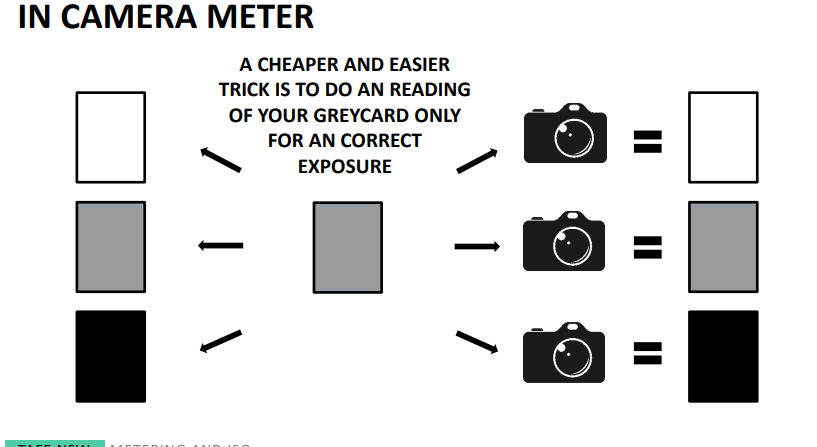 IN CAMERA METER
A CHEAPER AND EASIER
TRICK IS TO DO AN READING
OF YOUR GREYCARD ONLY
FOR AN CORRECT
EXPOSURE
TAFE NSW METERING AND ISO